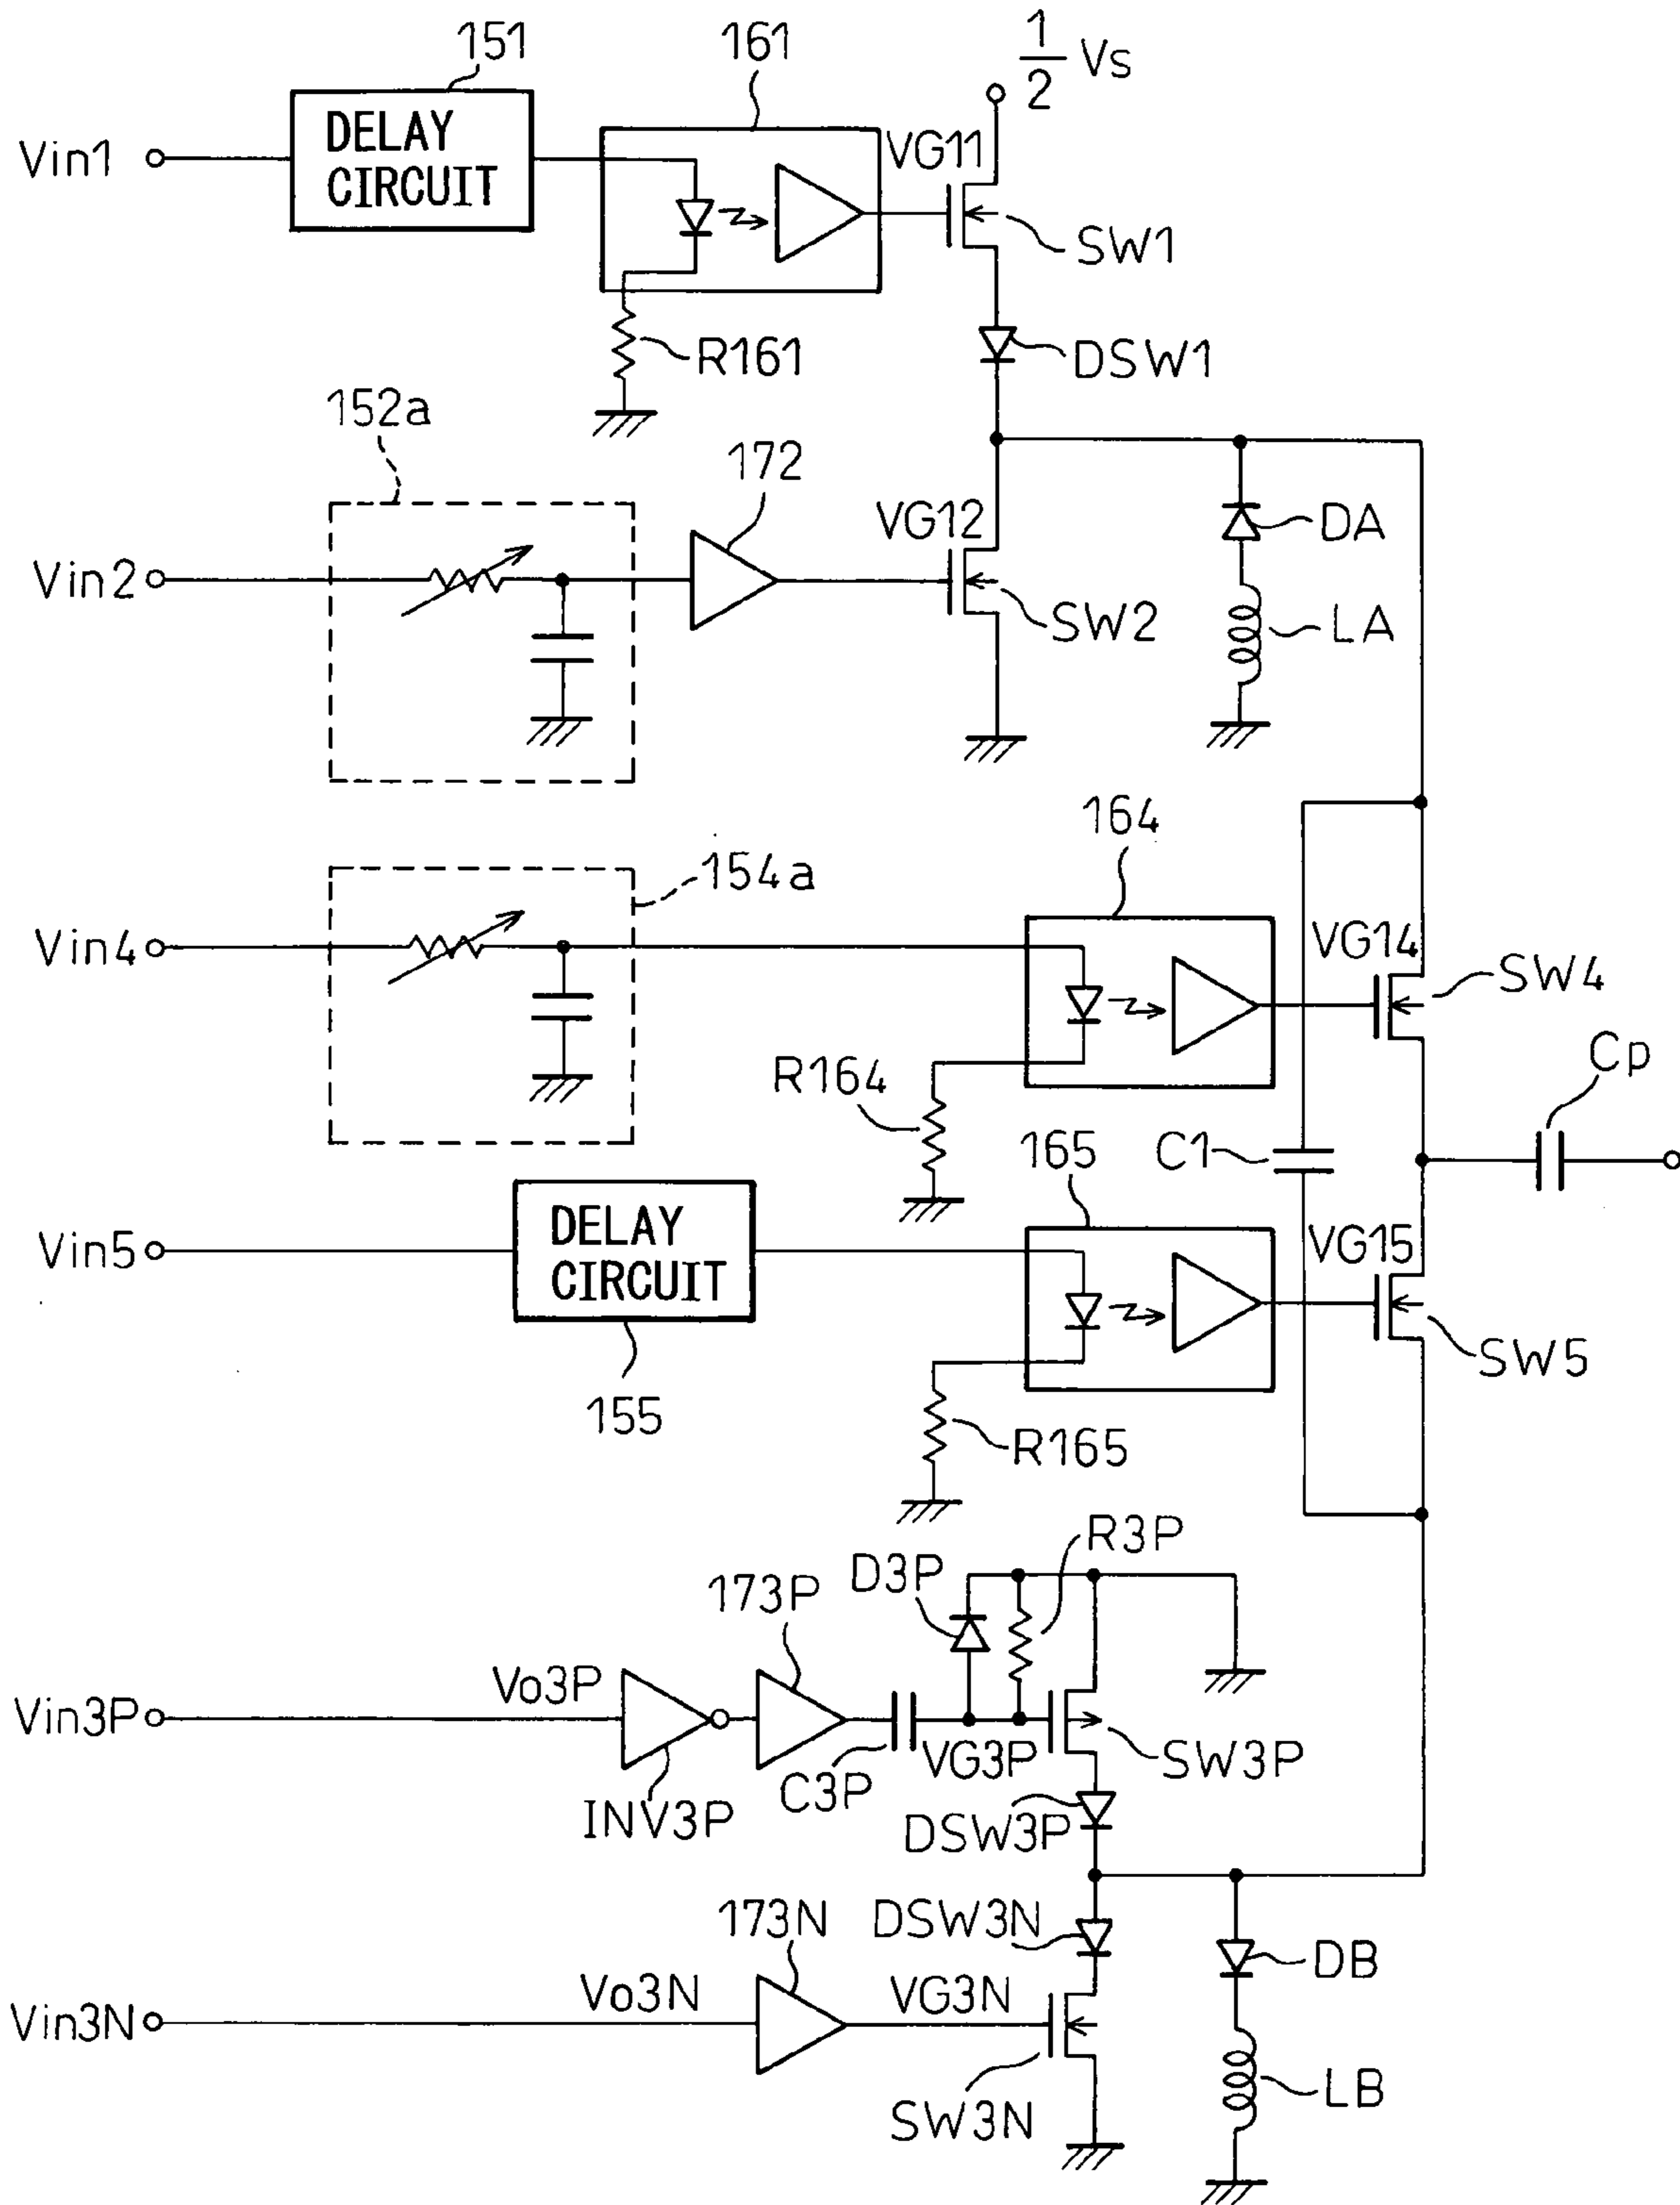 151
161
1/2 Vs
Vin1
DELAY
CIRCUIT
VG11
SW1
R161
DSW1
152a
172
VG12
DA
Vin2
SW2
LA
164
154a
Vin4
VG14
SW4
R164
Cp
165
C1
Vin5
DELAY
CIRCUIT
VG15
SW5
155
R165
R3P
D3P
173P
Vin3P
Vo3P
VG3P
SW3P
C3P
INV3P
DSW3P
173N
DSW3N
DB
Vin3N
Vo3N
VG3N
LB
SW3N